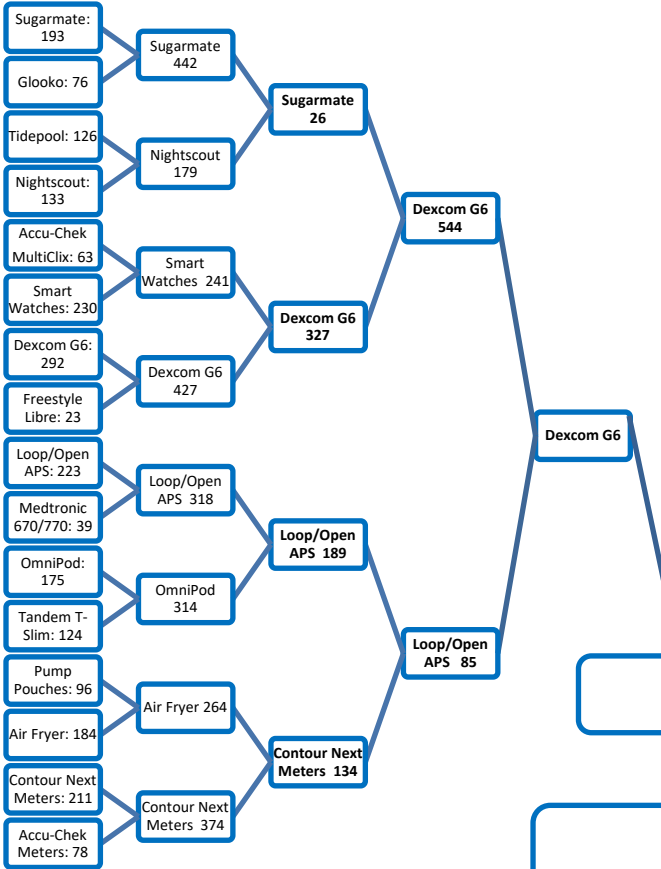 Sugarmate:
193
Glooko: 76
Tidepool: 126
Nightscout:
133
Accu-Chek
MultiClix: 63
Smart
Watches: 230
Dexcom G6:
292
Freestyle
Libre: 23
Loop/Open
APS: 223
Medtronic
670/770: 39
OmniPod:
175
Tandem T-
Slim: 124
Pump
Pouches: 96
Air Fryer: 184
Contour Next
Meters: 211
Accu-Chek
Meters: 78
Sugarmate
442
Nightscout
179
Smart
Watches 241
Dexcom G6
427
Loop/Open
APS 318
OmniPod
314
Air Fryer 264
Contour Next
Meters 374
Sugarmate
26
Dexcom G6
327
Loop/Open
APS 189
Contour Next
Meters 134
Dexcom G6
544
Loop/Open
APS 85
Dexcom G6